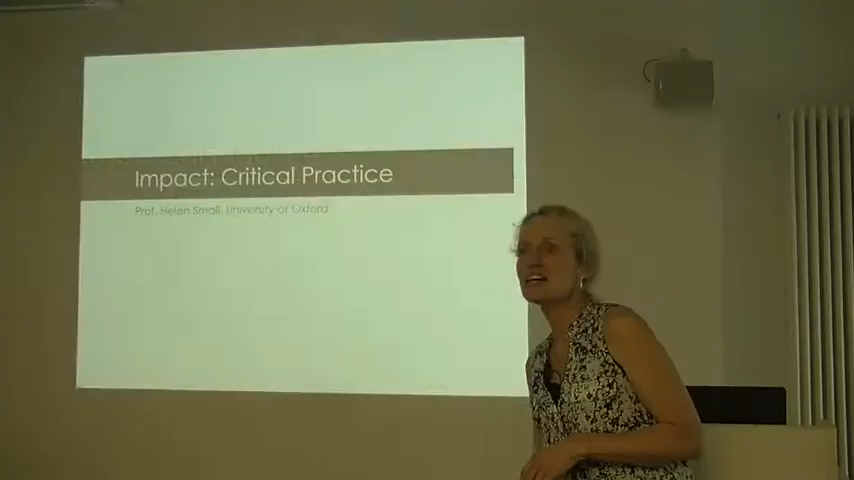 Impact: Critical Practice
Prof. Helen Small, University of Oxford